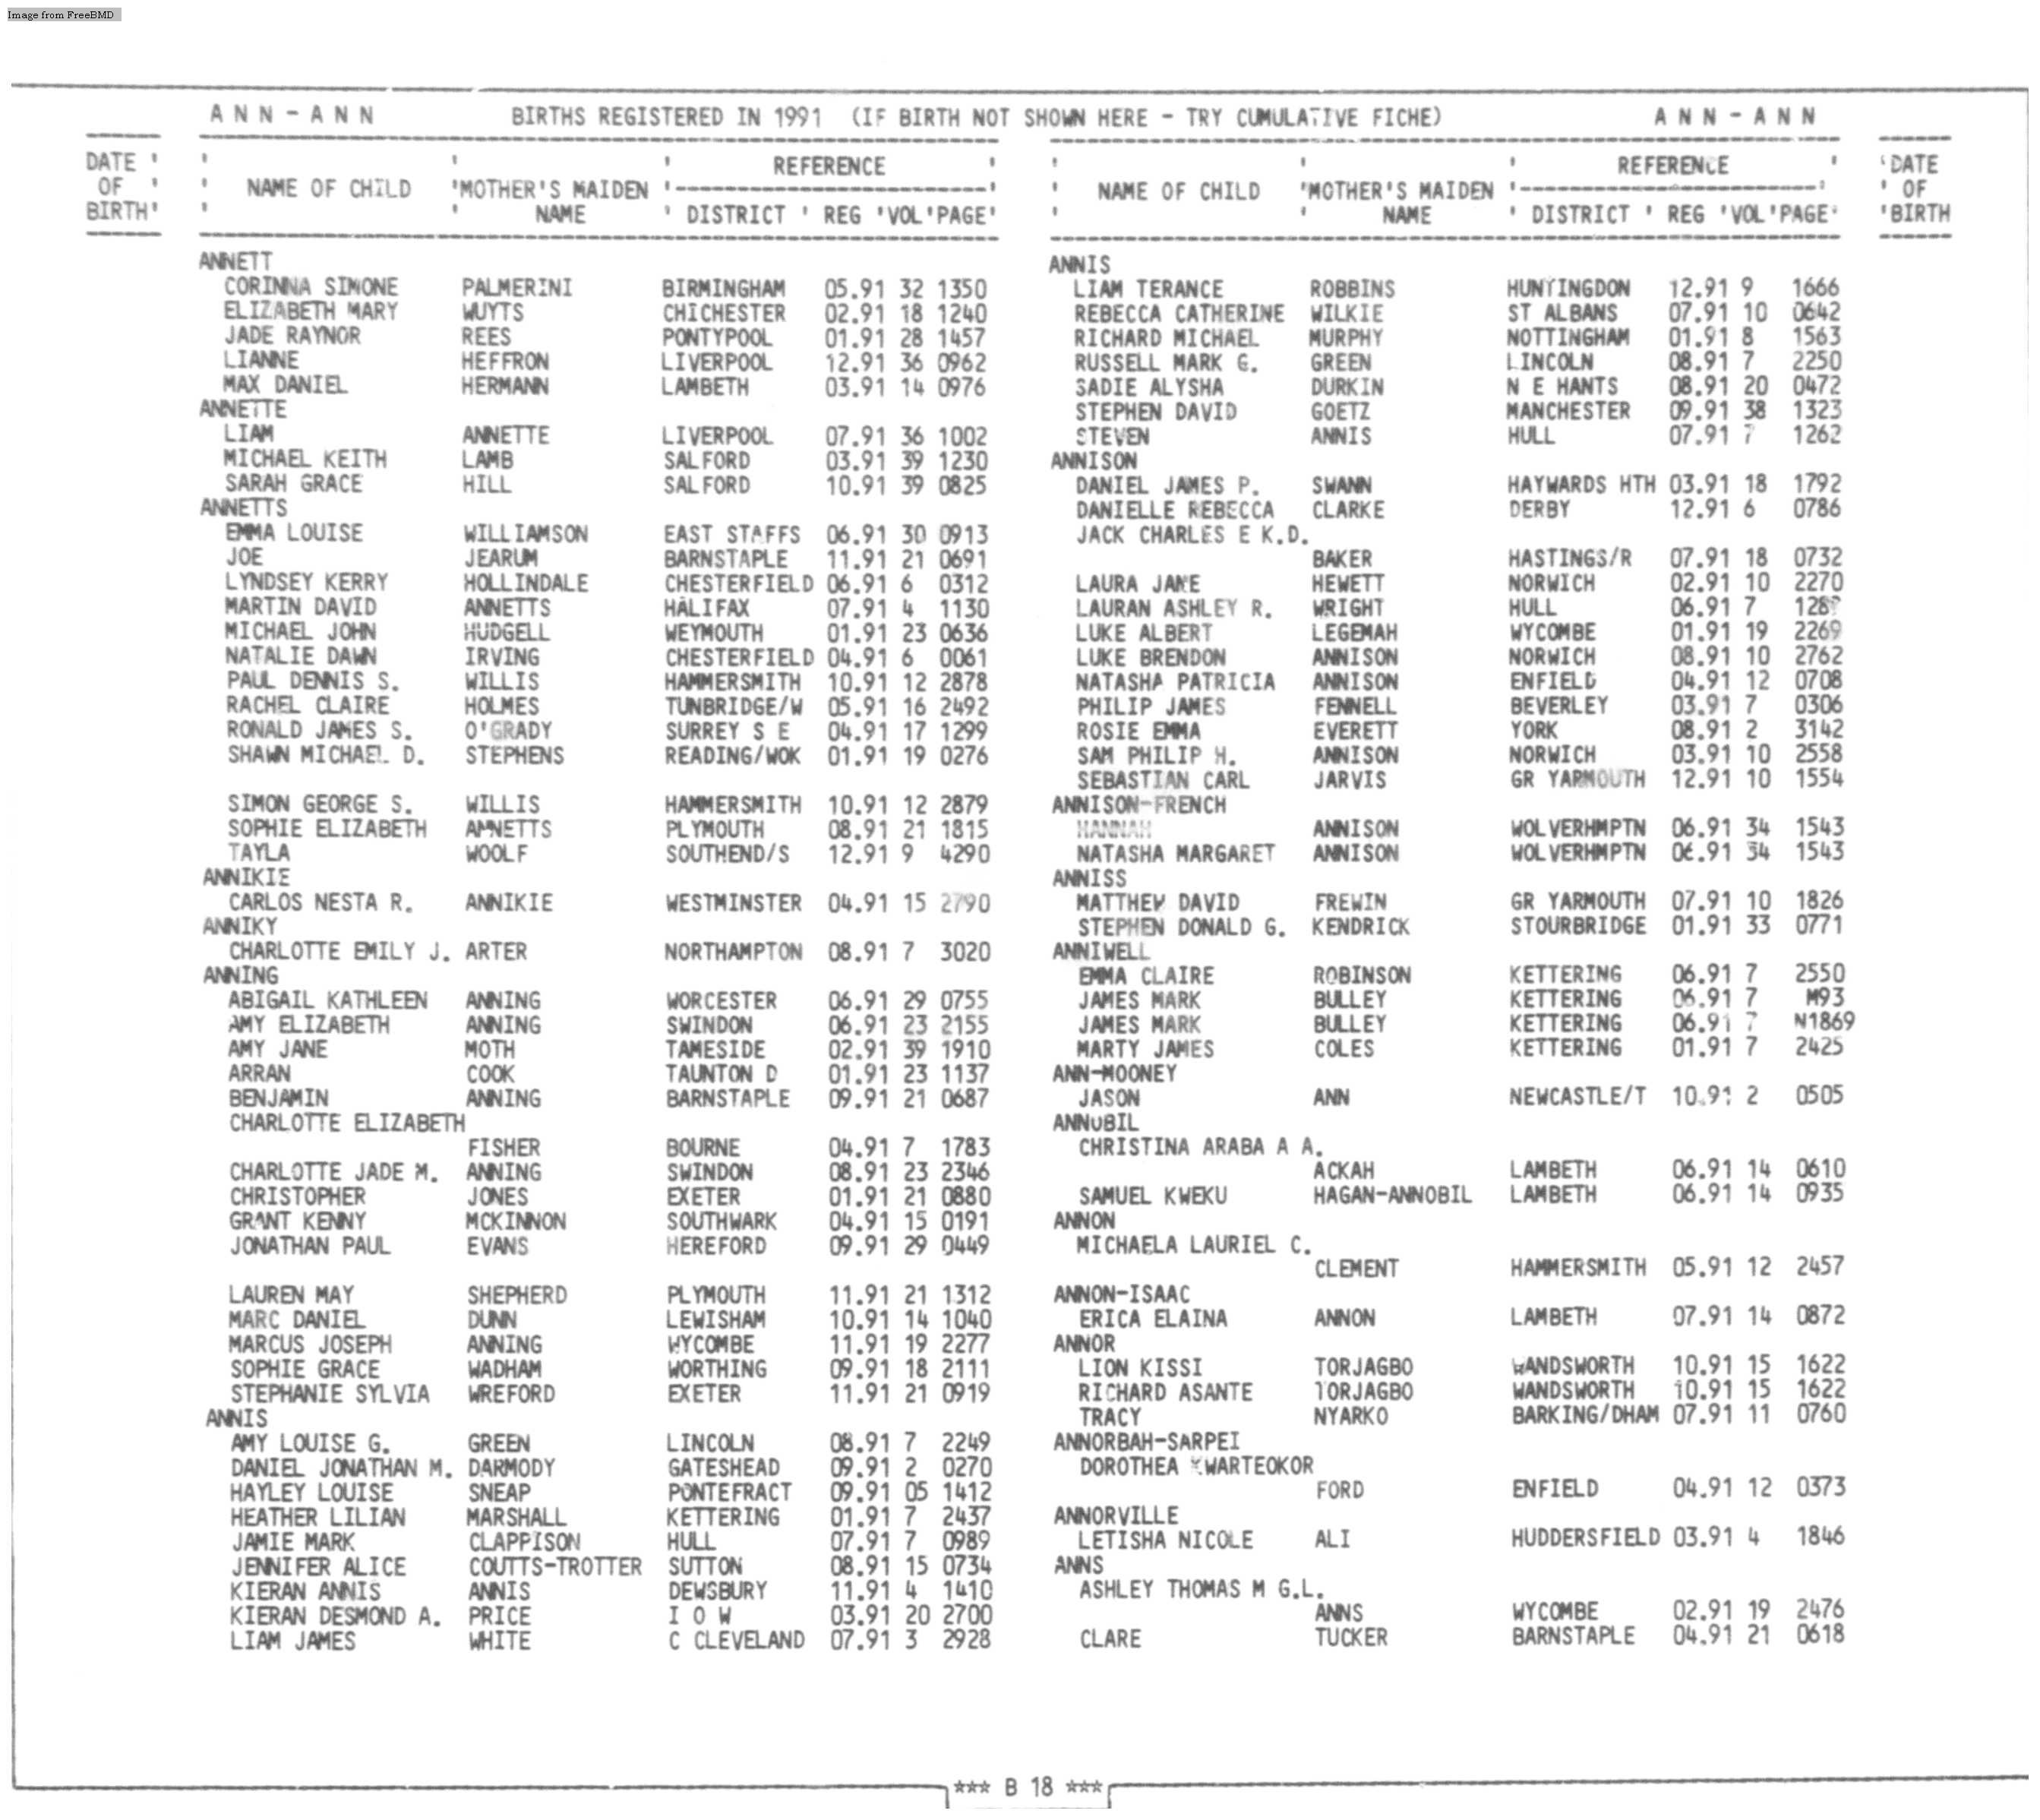 Image from FreeBMD
A N N - A N N BIRTHS REGISTERED IN 1991 (IF BIRTH NOT SHOWN HERE - TRY CUMULATIVE FICHE) A N N - A N N
DATE OF BIRTH
NAME OF CHILD MOTHER'S MAIDEN NAME REFERENCE DISTRICT REG VOL PAGE
ANNETT
CORINNA SIMONE PALMERINI BIRMINGHAM 05.91 32 1350
ELIZABETH MARY WUYTS CHICHESTER 02.91 18 1240
JADE RAYNOR REES PONTYPOOL 01.91 28 1457
LIANNE HEFFRON LIVERPOOL 12.91 36 0962
MAX DANIEL HERMANN LAMBETH 03.91 14 0976
ANNETTE
LIAM ANNETTE LIVERPOOL 07.91 36 1002
MICHAEL KEITH LAMB SALFORD 03.91 39 1230
SARAH GRACE HILL SALFORD 10.91 39 0825
ANNETTS
EMMA LOUISE WILLIAMSON EAST STAFFS 06.91 30 0913
JOE JEARUM BARNSTAPLE 11.91 21 0691
LYNDSEY KERRY HOLLINDALE CHESTERFIELD 06.91 6 0312
MARTIN DAVID ANNETTS HALIFAX 07.91 4 1130
MICHAEL JOHN HUDGELL WEYMOUTH 01.91 23 0636
NATALIE DAWN IRVING CHESTERFIELD 04.91 6 0061
PAUL DENNIS S. WILLIS HAMMERSMITH 10.91 12 2878
RACHEL CLAIRE HOLMES TUNBRIDGE/W 05.91 16 2492
RONALD JAMES S. O'GRADY SURREY S E 04.91 17 1299
SHAWN MICHAEL D. STEPHENS READING/WOK 01.91 19 0276
SIMON GEORGE S. WILLIS HAMMERSMITH 10.91 12 2879
SOPHIE ELIZABETH ANNETTS PLYMOUTH 08.91 21 1815
TAYLA WOOLF SOUTHEND/S 12.91 9 4290
ANNIKIE
CARLOS NESTA R. ANNIKIE WESTMINSTER 04.91 15 2790
ANNIKY
CHARLOTTE EMILY J. ARTER NORTHAMPTON 08.91 7 3020
ANNING
ABIGAIL KATHLEEN ANNING WORCESTER 06.91 29 0755
AMY ELIZABETH ANNING SWINDON 06.91 23 2155
AMY JANE MOTH TAMESIDE 02.91 39 1910
ARRAN COOK TAUNTON D 01.91 23 1137
BENJAMIN ANNING BARNSTAPLE 09.91 21 0687
CHARLOTTE ELIZABETH
FISHER BOURNE 04.91 7 1783
CHARLOTTE JADE M. ANNING SWINDON 08.91 23 2346
CHRISTOPHER JONES EXETER 01.91 21 0880
GRANT KENNY MCKINNON SOUTHWARK 04.91 15 0191
JONATHAN PAUL EVANS HEREFORD 09.91 29 0449
LAUREN MAY SHEPHERD PLYMOUTH 11.91 21 1312
MARC DANIEL DUNN LEWISHAM 10.91 14 1040
MARCUS JOSEPH ANNING WYCOMBE 11.91 19 2277
SOPHIE GRACE WADHAM WORTHING 09.91 18 2111
STEPHANIE SYLVIA WREFORD EXETER 11.91 21 0919
ANNIS
AMY LOUISE G. GREEN LINCOLN 08.91 7 2249
DANIEL JONATHAN M. DARMODY GATESHEAD 09.91 2 0270
HAYLEY LOUISE SNEAP PONTEFRACT 09.91 05 1412
HEATHER LILIAN MARSHALL KETTERING 01.91 7 2437
JAMIE MARK CLAPPISON HULL 07.91 7 0989
JENNIFER ALICE COUTTS-TROTTER SUTTON 08.91 15 0734
KIERAN ANNIS ANNIS DEWSBURY 11.91 4 1410
KIERAN DESMOND A. PRICE I O W 03.91 20 2700
LIAM JAMES WHITE C CLEVELAND 07.91 3 2928
NAME OF CHILD MOTHER'S MAIDEN NAME REFERENCE DISTRICT REG VOL PAGE
DATE OF BIRTH
ANNIS
LIAM TERANCE ROBBINS HUNTINGDON 12.91 9 1666
REBECCA CATHERINE WILKIE ST ALBANS 07.91 10 0642
RICHARD MICHAEL MURPHY NOTTINGHAM 01.91 8 1563
RUSSELL MARK G. GREEN LINCOLN 08.91 7 2250
SADIE ALYSHA DURKIN N E HANTS 08.91 20 0472
STEPHEN DAVID GOETZ MANCHESTER 09.91 38 1323
STEVEN ANNIS HULL 07.91 7 1262
ANNISON
DANIEL JAMES P. SWANN HAYWARDS HTH 03.91 18 1792
DANIELLE REBECCA CLARKE DERBY 12.91 6 0786
JACK CHARLES E K.D.
BAKER HASTINGS/R 07.91 18 0732
LAURA JANE HEWETT NORWICH 02.91 10 2270
LAURAN ASHLEY R. WRIGHT HULL 06.91 7
LUKE ALBERT LEGEMAH WYCOMBE 01.91 19 2269
LUKE BRENDON ANNISON NORWICH 08.91 10 2762
NATASHA PATRICIA ANNISON ENFIELD 04.91 12 0708
PHILIP JAMES FENNELL BEVERLEY 03.91 7 0306
ROSIE EMMA EVERETT YORK 08.91 2 3142
SAM PHILIP H. ANNISON NORWICH 03.91 10 2558
SEBASTIAN CARL JARVIS GR YARMOUTH 12.91 10 1554
ANNISON-FRENCH
HANNAH ANNISON WOLVERHMPTN 06.91 34 1543
NATASHA MARGARET ANNISON WOLVERHMPTN 06.91 34 1543
ANNISS
MATTHEW DAVID FREWIN GR YARMOUTH 07.91 10 1826
STEPHEN DONALD G. KENDRICK STOURBRIDGE 01.91 33 0771
ANNIWELL
EMMA CLAIRE ROBINSON KETTERING 06.91 7 2550
JAMES MARK BULLEY KETTERING 06.91 7 M93
JAMES MARK BULLEY KETTERING 06.91 7 N1869
MARTY JAMES COLES KETTERING 01.91 7 2425
ANN-MOONEY
JASON ANN NEWCASTLE/T 10.91 2 0505
ANNOBIL
CHRISTINA ARABA A A.
ACKAH LAMBETH 06.91 14 0610
SAMUEL KWEKU HAGAN-ANNOBIL LAMBETH 06.91 14 0935
ANNON
MICHAELA LAURIEL C.
CLEMENT HAMMERSMITH 05.91 12 2457
ANNON-ISAAC
ERICA ELAINA ANNON LAMBETH 07.91 14 0872
ANNOR
LION KISSI TORJAGBO WANDSWORTH 10.91 15 1622
RICHARD ASANTE TORJAGBO WANDSWORTH 10.91 15 1622
TRACY NYARKO BARKING/DHAM 07.91 11 0760
ANNORBAH-SARPEI
DOROTHEA KWARTEOKOR
FORD ENFIELD 04.91 12 0373
ANNORVILLE
LETISHA NICOLE ALI HUDDERSFIELD 03.91 4 1846
ANNS
ASHLEY THOMAS M G.L.
ANNS WYCOMBE 02.91 19 2476
CLARE TUCKER BARNSTAPLE 04.91 21 0618
*** B 18 ***